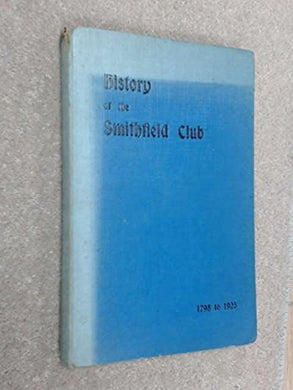 History
of the
Smithfield Club
1798 to 1925